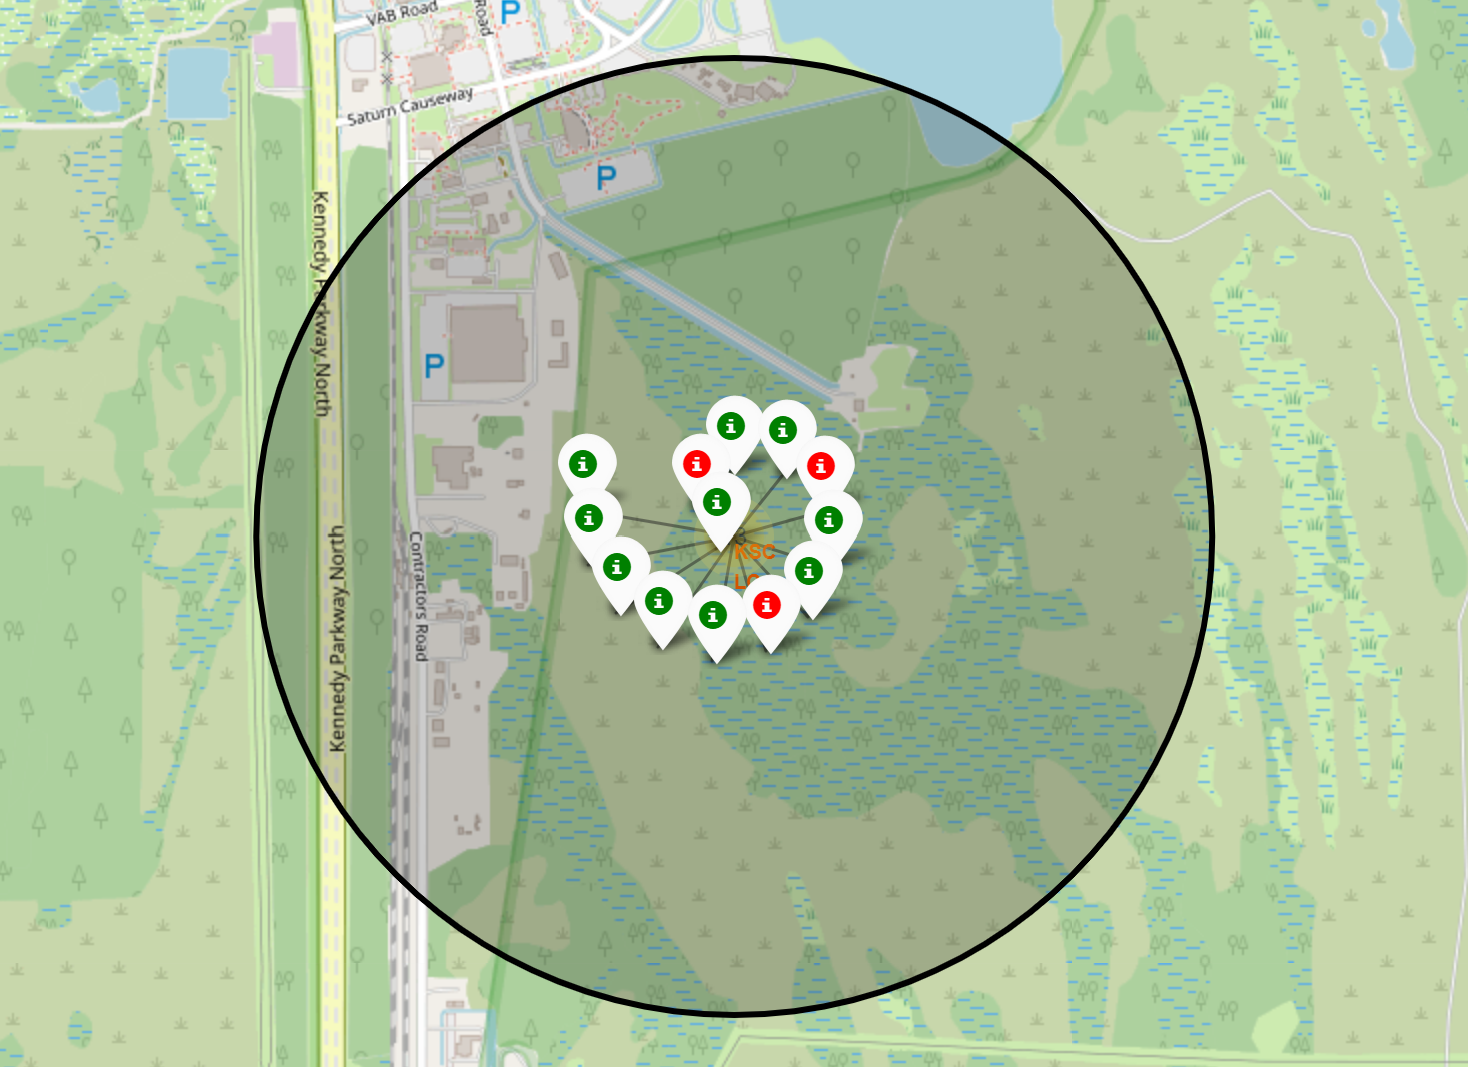 VAB Road
Road
P
Saturn Causeway
P
Kennedy Parkway North
P
KSC
Kennedy Parkway North
Contractors Road